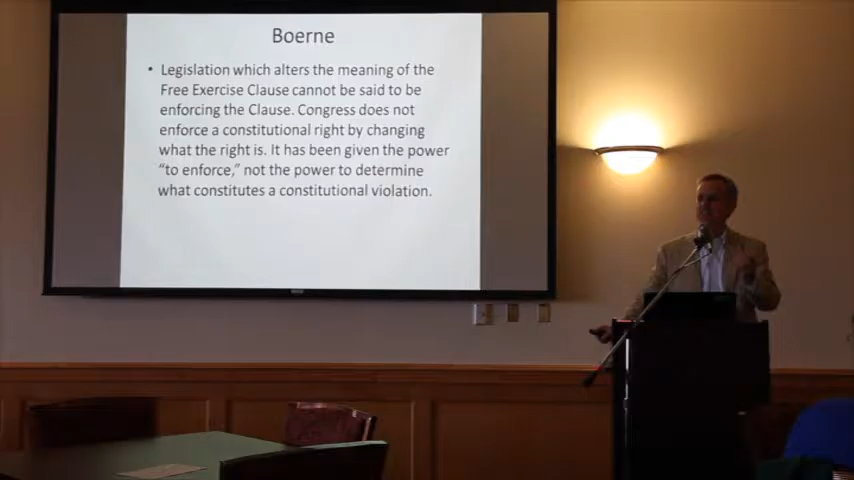 Boerne
• Legislation which alters the meaning of the
Free Exercise Clause cannot be said to be
enforcing the Clause. Congress does not
enforce a constitutional right by changing
what the right is. It has been given the power
“to enforce,” not the power to determine
what constitutes a constitutional violation.